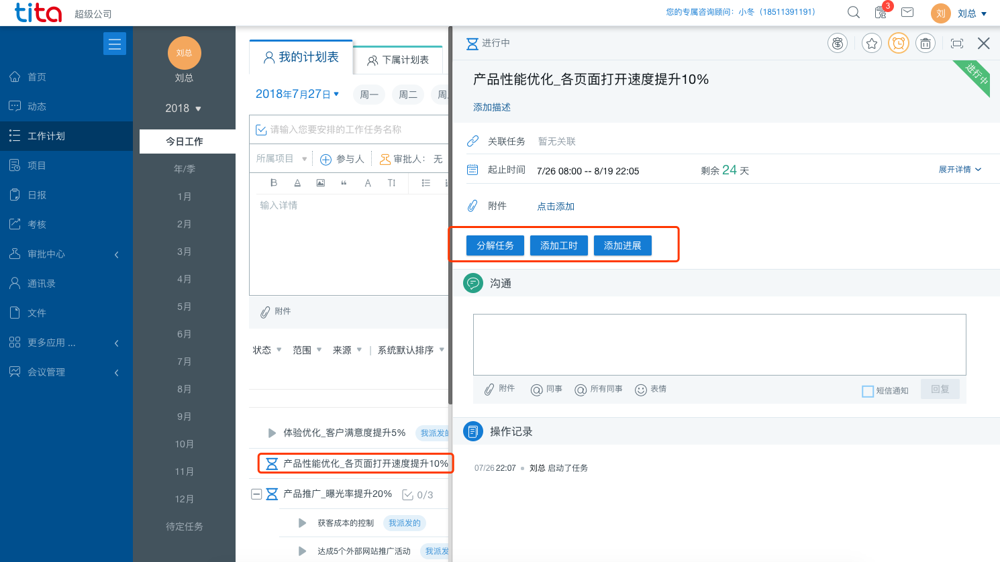 tita 超级公司
您的专属咨询顾问：小冬（18511391191）
3
刘 刘总
首页
动态
工作计划
项目
日报
考核
审批中心
通讯录
文件
更多应用 ...
会议管理
刘总
刘总
2018
今日工作
年/季
1月
2月
3月
4月
5月
6月
7月
8月
9月
10月
11月
12月
待定任务
我的计划表 下属计划表
2018年7月27日 周一 周二
请输入您要安排的工作任务名称
所属项目 参与人 审批人： 无
B A “ A T
输入详情
附件
状态 范围 来源 | 系统默认排序
体验优化_客户满意度提升5% 我派发的
产品性能优化_各页面打开速度提升10%
产品推广_曝光率提升20% 0/3
获客成本的控制 我派发的
达成5个外部网站推广活动 我派发
进行中
进行中
产品性能优化_各页面打开速度提升10%
添加描述
关联任务 暂无关联
起止时间 7/26 08:00 -- 8/19 22:05 剩余 24 天 展开详情
附件 点击添加
分解任务 添加工时 添加进展
沟通
附件 @ 同事 @ 所有同事 表情 短信通知 回复
操作记录
07/26 22:07 刘总 启动了任务